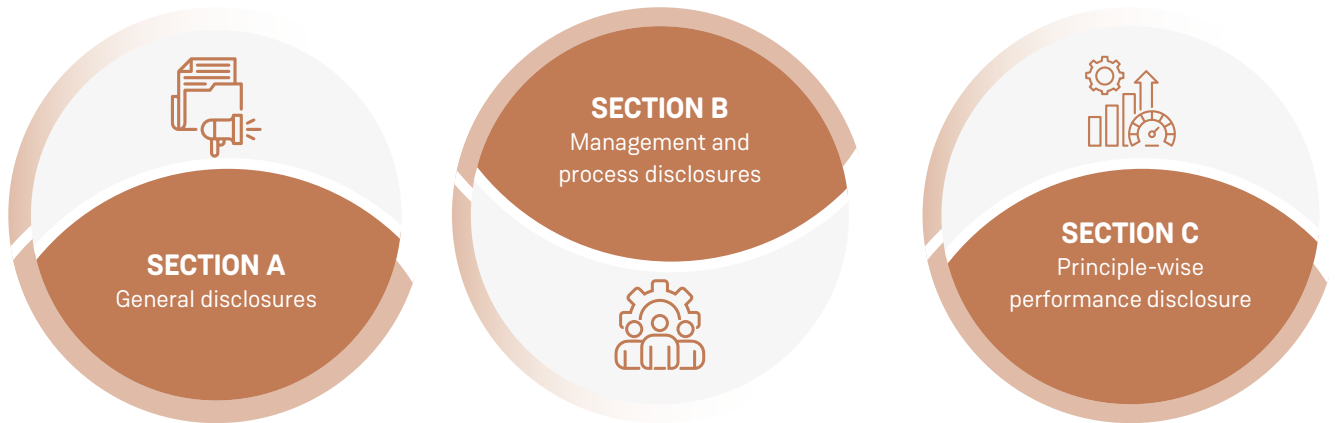 SECTION A
General disclosures
SECTION B
Management and
process disclosures
SECTION C
Principle-wise
performance disclosure